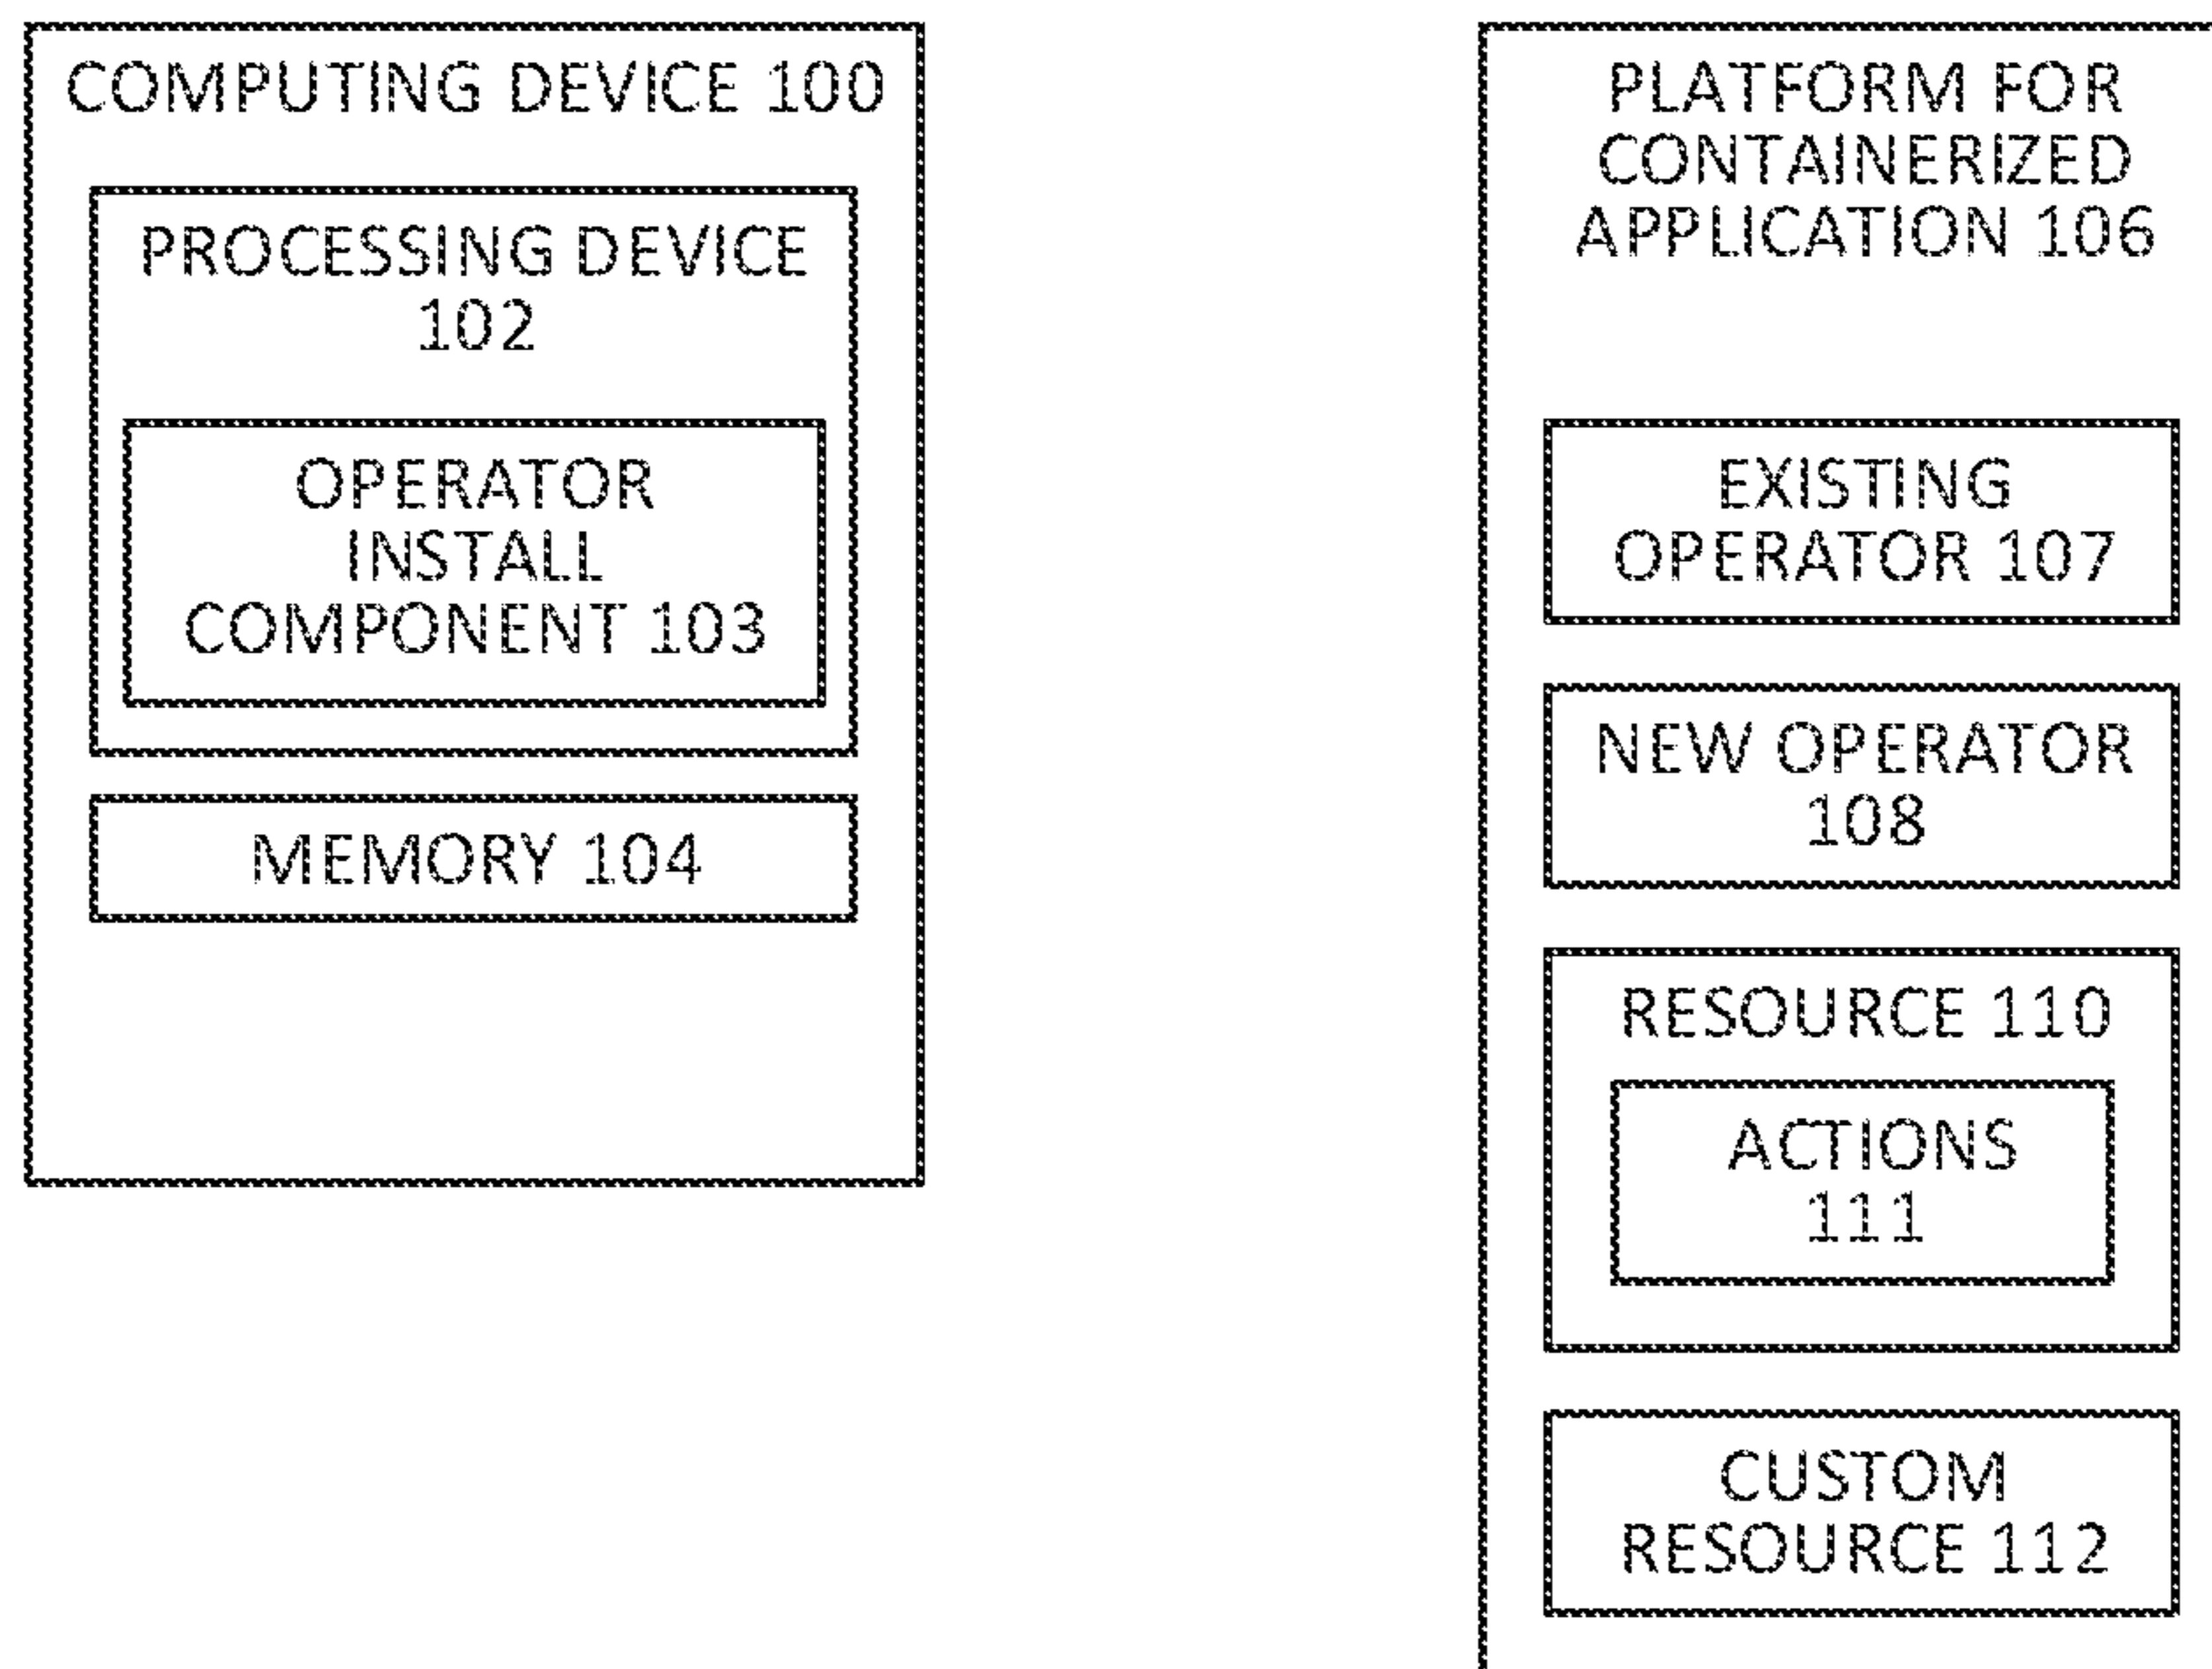 COMPUTING DEVICE 100
PROCESSING DEVICE
102
OPERATOR
INSTALL
COMPONENT 103
MEMORY 104
PLATFORM FOR
CONTAINERIZED
APPLICATION 106
EXISTING
OPERATOR 107
NEW OPERATOR
108
RESOURCE 110
ACTIONS
111
CUSTOM
RESOURCE 112